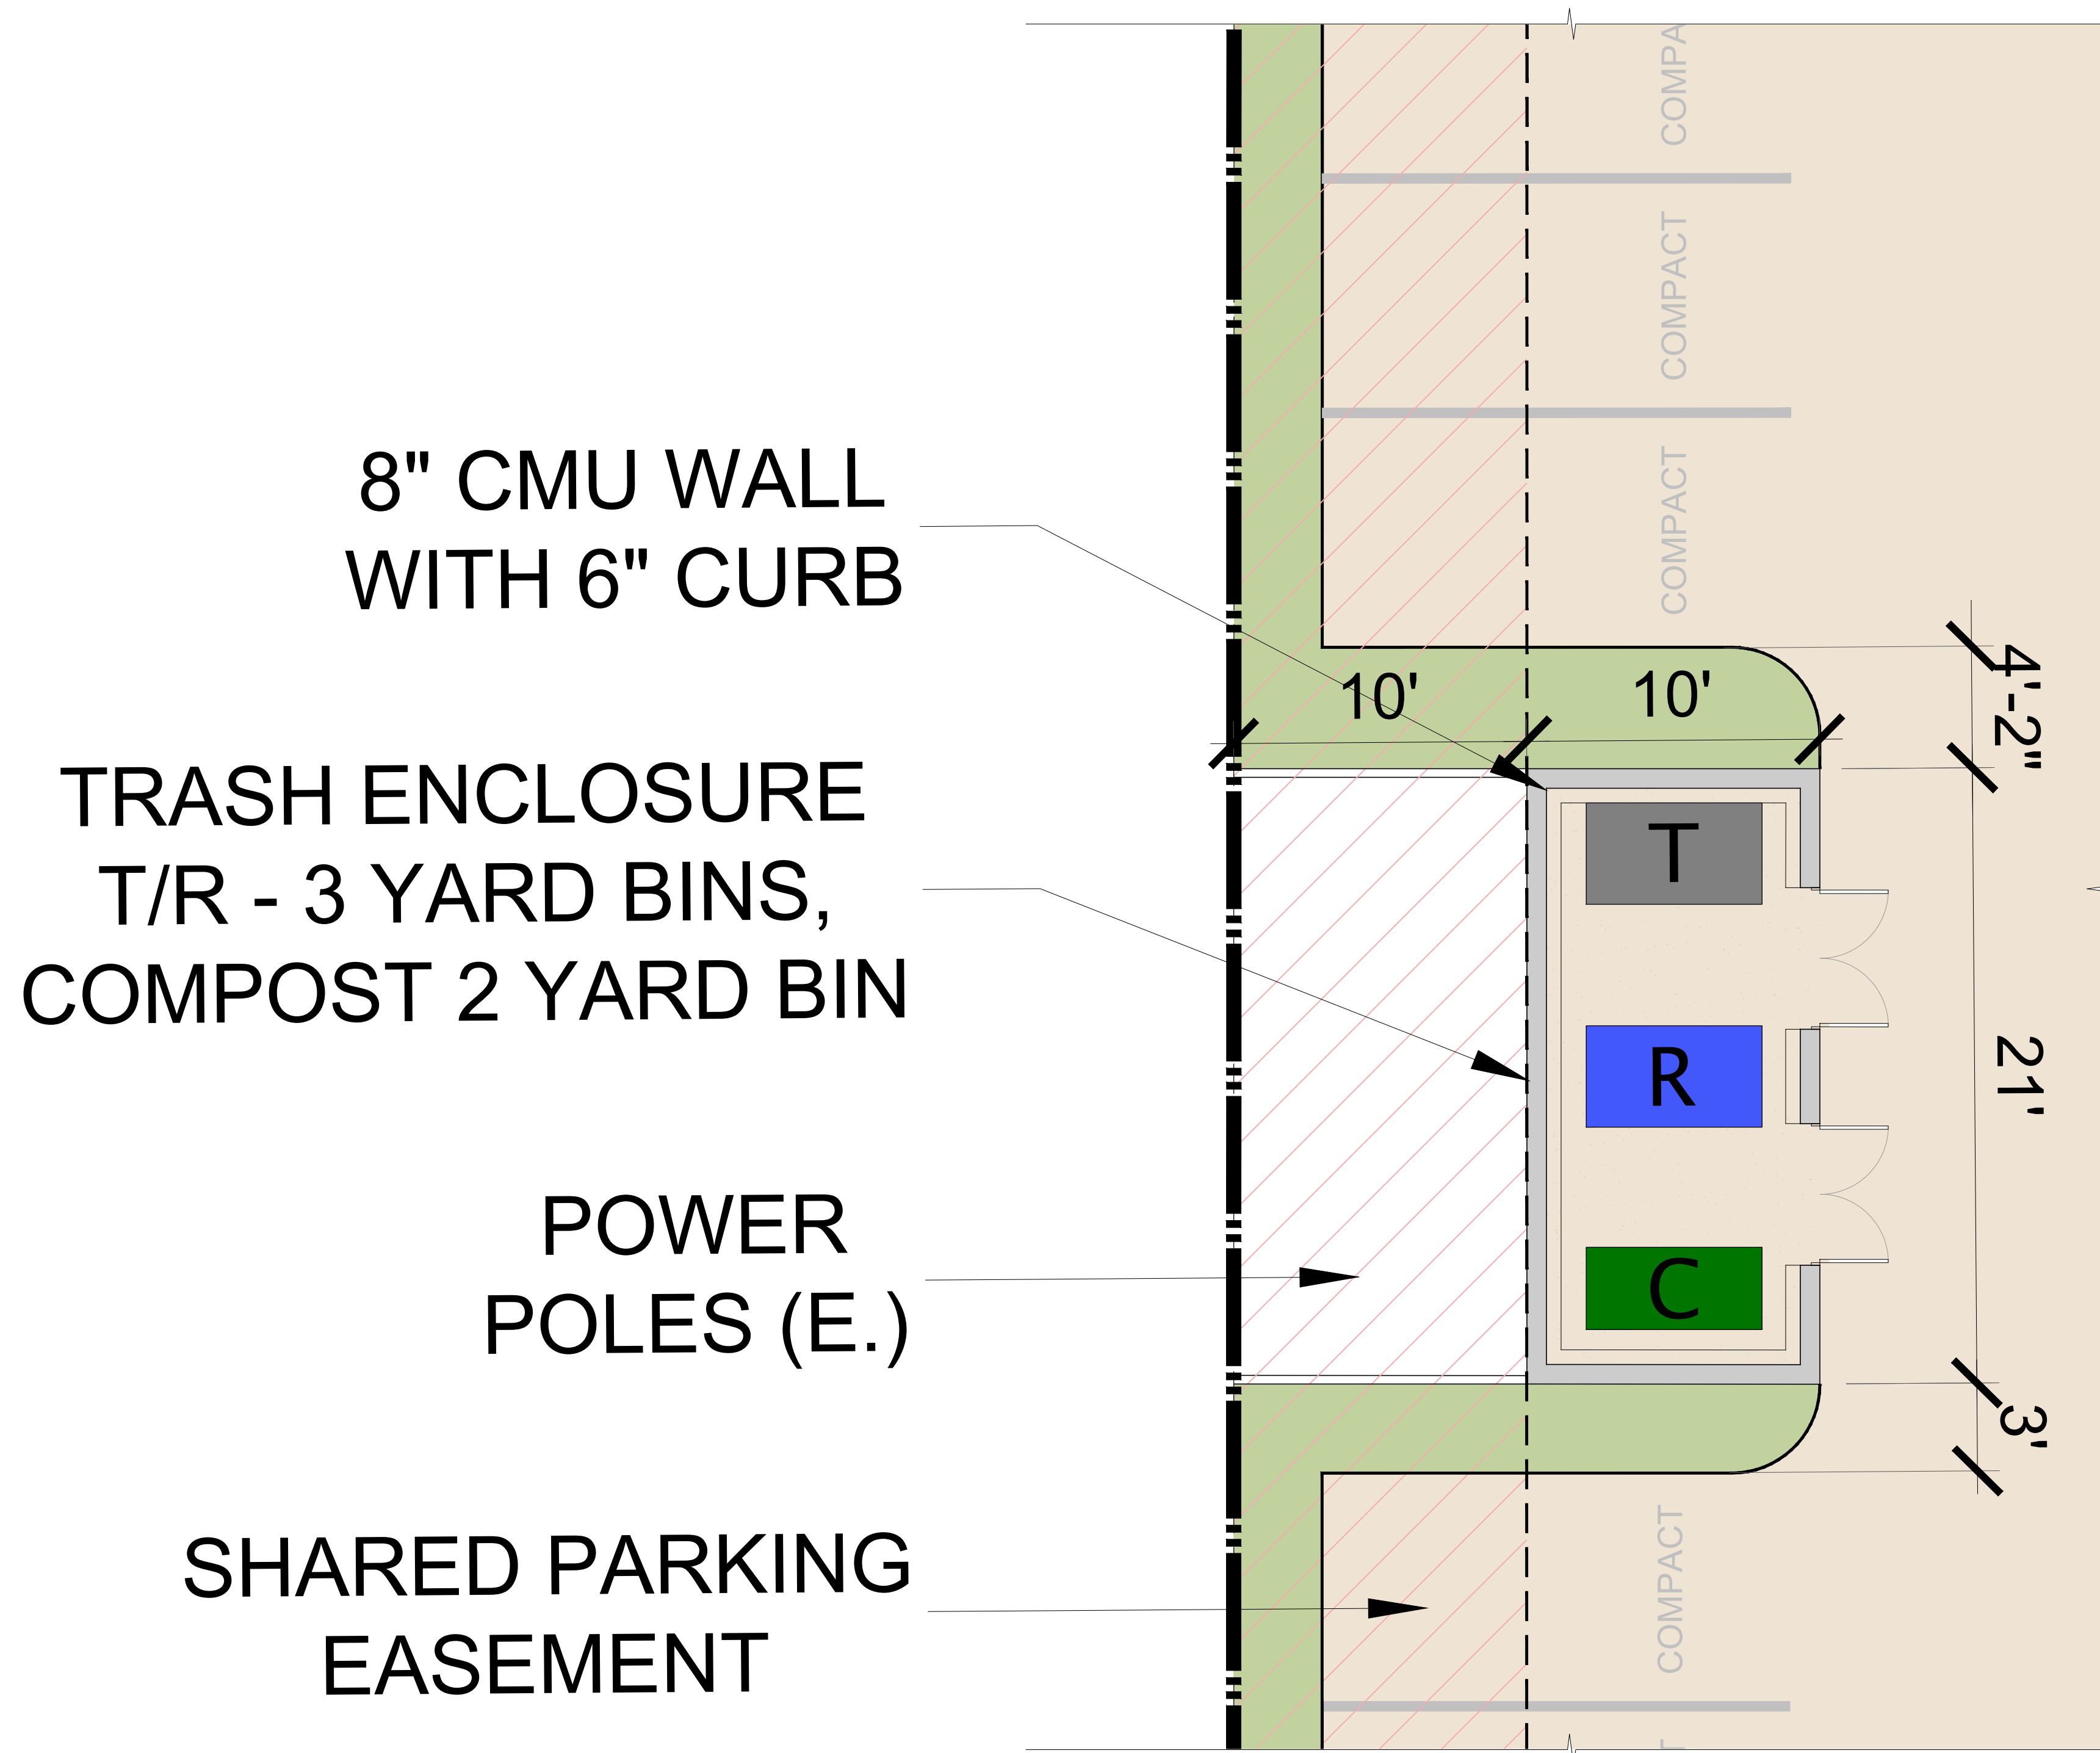 COMPA
COMPACT
8" CMU WALL
WITH 6" CURB
COMPACT
10'
10'
4'-2"
TRASH ENCLOSURE
T/R - 3 YARD BINS,
COMPOST 2 YARD BIN
T
R
21'
C
POWER
POLES (E.)
3'
SHARED PARKING
EASEMENT
COMPACT
T